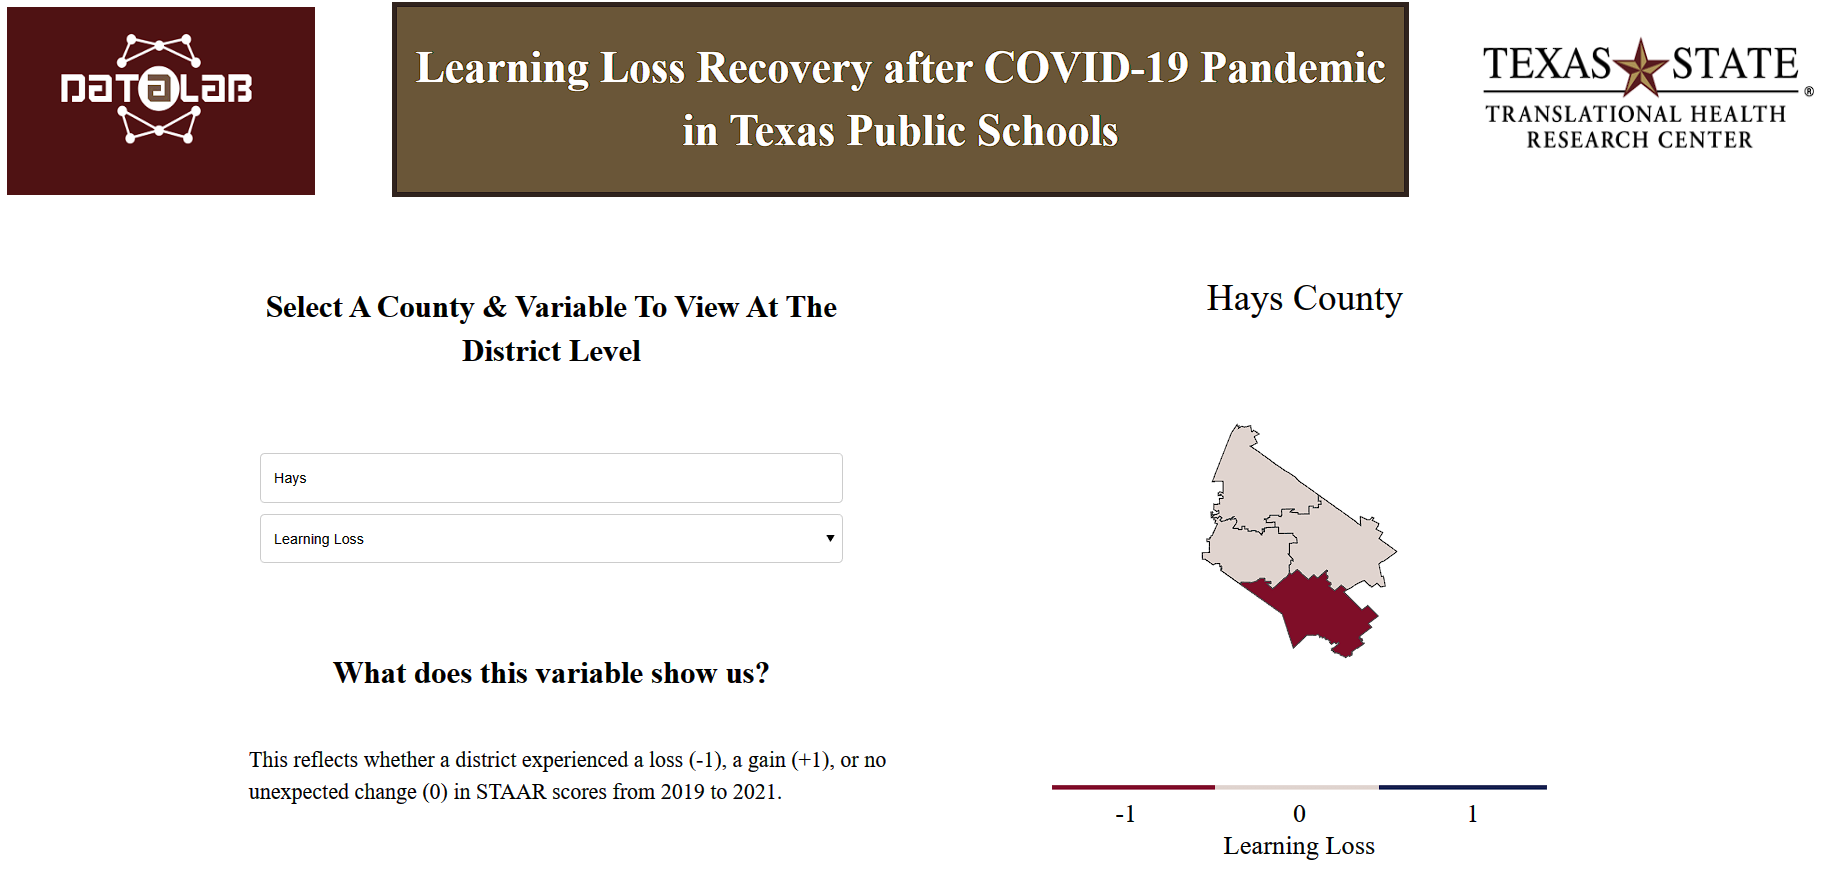 DATALAB
Learning Loss Recovery after COVID-19 Pandemic
in Texas Public Schools
TEXAS STATE
®
TRANSLATIONAL HEALTH
RESEARCH CENTER
Select A County & Variable To View At The
District Level
Hays
Learning Loss
What does this variable show us?
This reflects whether a district experienced a loss (-1), a gain (+1), or no
unexpected change (0) in STAAR scores from 2019 to 2021.
Hays County
-1 0 1
Learning Loss